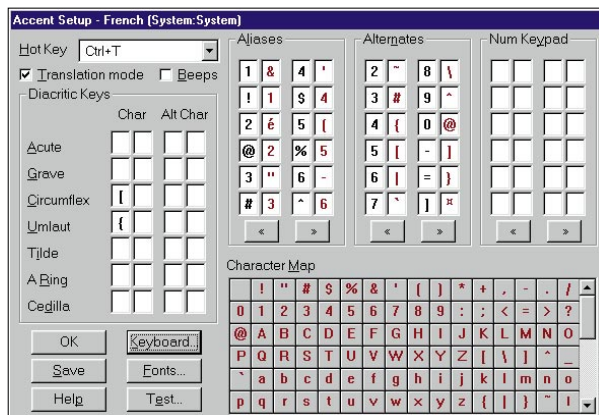 Accent Setup - French (System:System)
Hot Key Ctrl+T
Translation mode Beeps
Diacritic Keys
Char Alt Char
Acute
Grave
Circumflex [
Umlaut {
Tilde
A Ring
Cedilla
OK Keyboard...
Save Fonts...
Help Test...
Aliases
1 & 4 '
! 1 $ 4
2 é 5 (
@ 2 % 5
3 " 6 -
# 3 ^ 6
« »
Alternates
2 ~ 8 \
3 # 9 ^
4 { 0 @
5 [ - ]
6 | = }
7 ` ] ¤
« »
Num Keypad
« »
Character Map
! " # $ % & ' ( ) * + , - . /
0 1 2 3 4 5 6 7 8 9 : ; < = > ?
@ A B C D E F G H I J K L M N O
P Q R S T U V W X Y Z [ \ ] ^ _
` a b c d e f g h i j k l m n o
p q r s t u v w x y z { | } ~ I